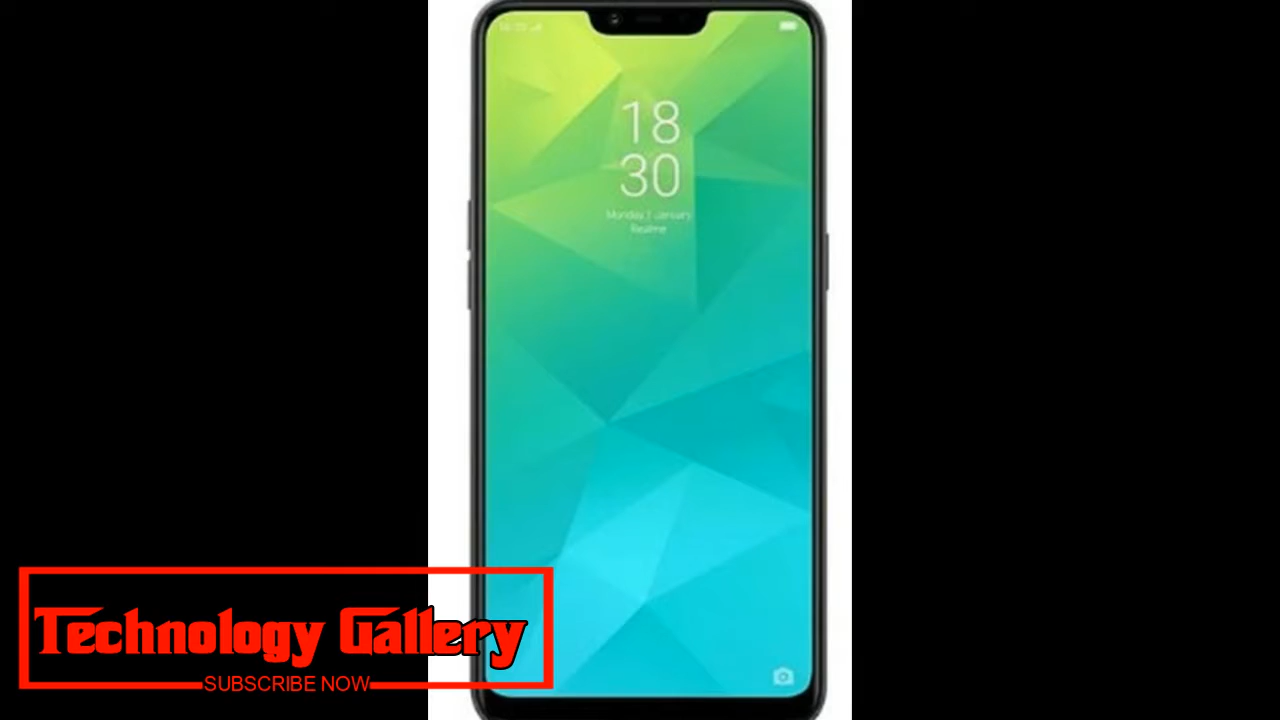 18
30
Monday 1 January
Realme
Technology Gallery
SUBSCRIBE NOW